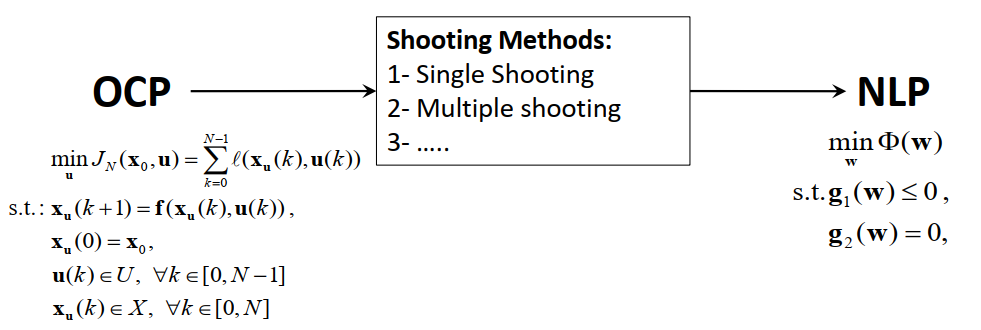 OCP
min_u J_N(x_0, u) = ∑_{k=0}^{N−1} ℓ(x_u(k), u(k))
s.t.: x_u(k+1) = f(x_u(k), u(k)),
x_u(0) = x_0,
u(k) ∈ U, ∀k ∈ [0, N−1]
x_u(k) ∈ X, ∀k ∈ [0, N]
Shooting Methods:
1- Single Shooting
2- Multiple shooting
3- .....
NLP
min_w Φ(w)
s.t. g_1(w) ≤ 0,
g_2(w) = 0,